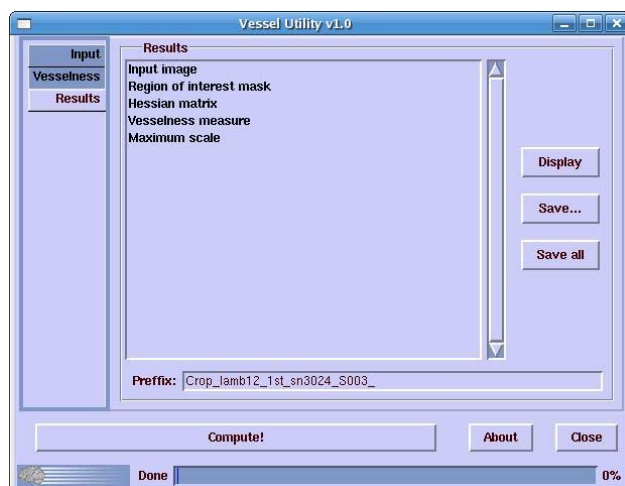 Vessel Utility v1.0
Input
Vesselness
Results
Results
Input image
Region of interest mask
Hessian matrix
Vesselness measure
Maximum scale
Display
Save...
Save all
Preffix: Crop_lamb12_1st_sn3024_S003_
Compute!
About
Close
Done
0%